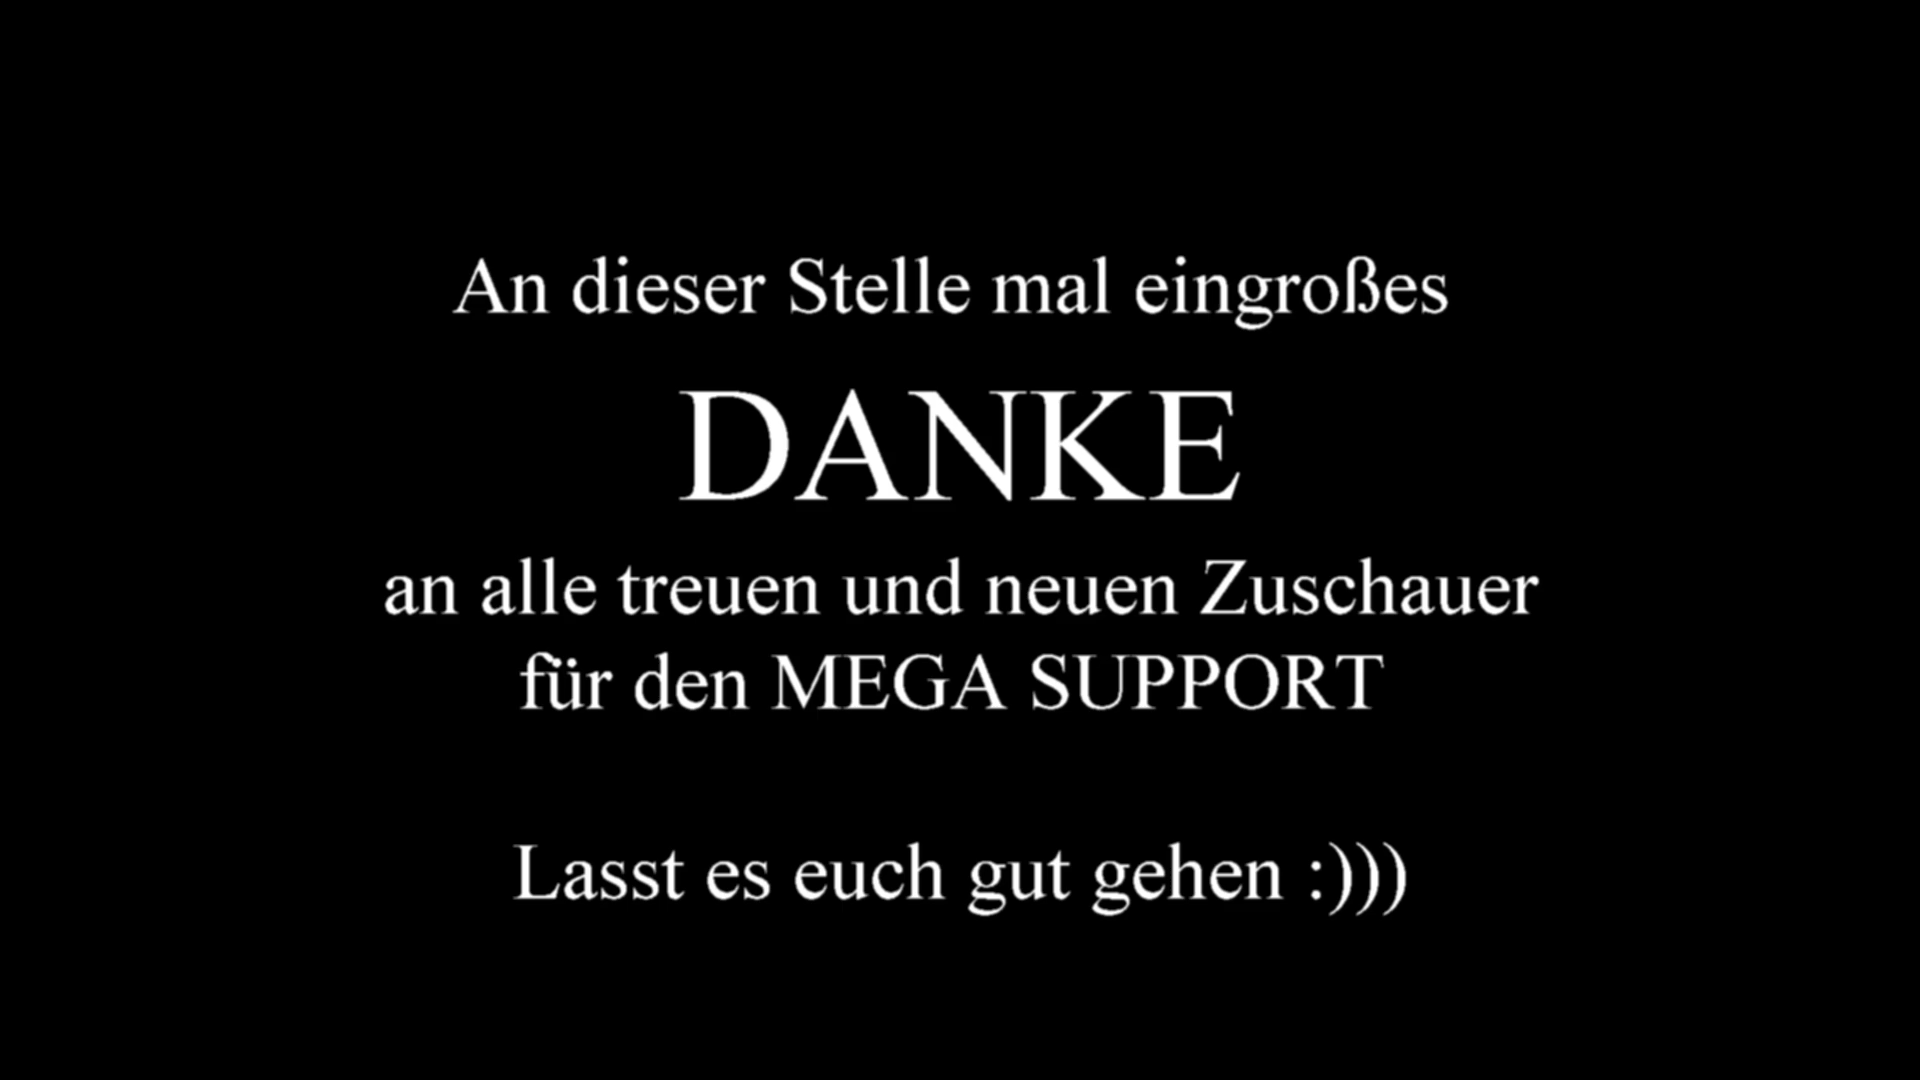 An dieser Stelle mal eingroßes
DANKE
an alle treuen und neuen Zuschauer
für den MEGA SUPPORT
Lasst es euch gut gehen :)))